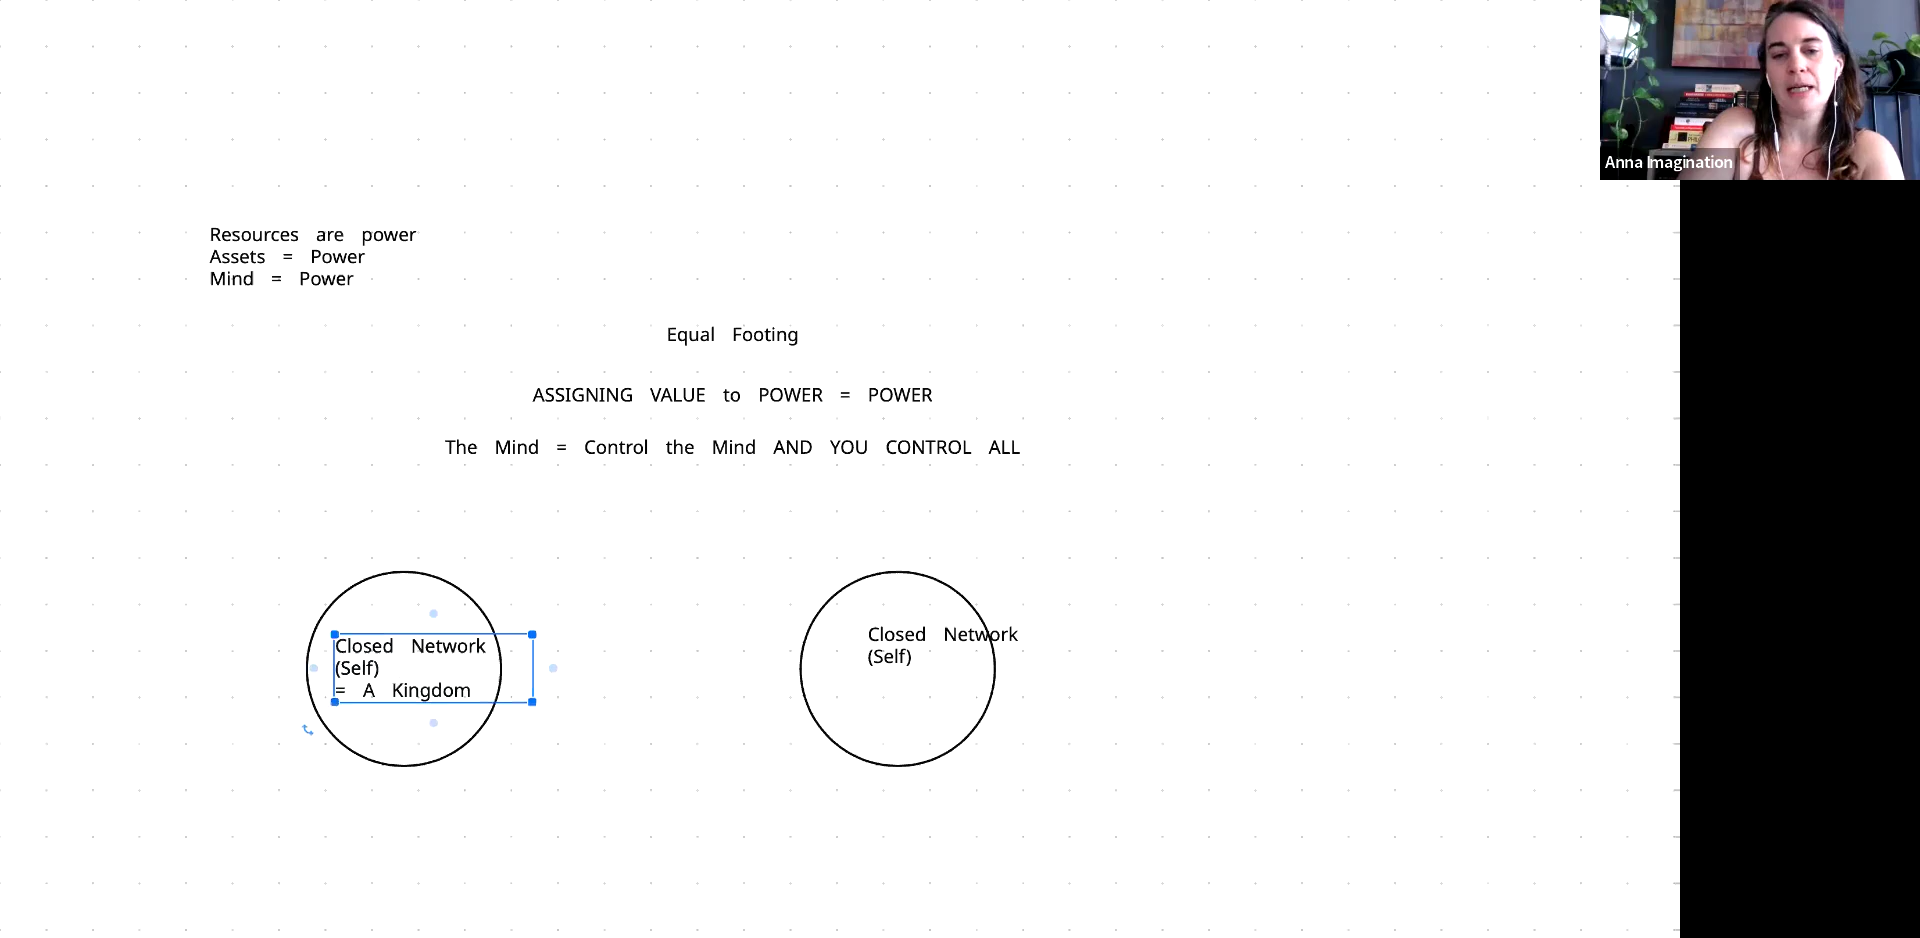 Anna Imagination
Resources are power
Assets = Power
Mind = Power
Equal Footing
ASSIGNING VALUE to POWER = POWER
The Mind = Control the Mind AND YOU CONTROL ALL
Closed Network
(Self)
= A Kingdom
Closed Network
(Self)